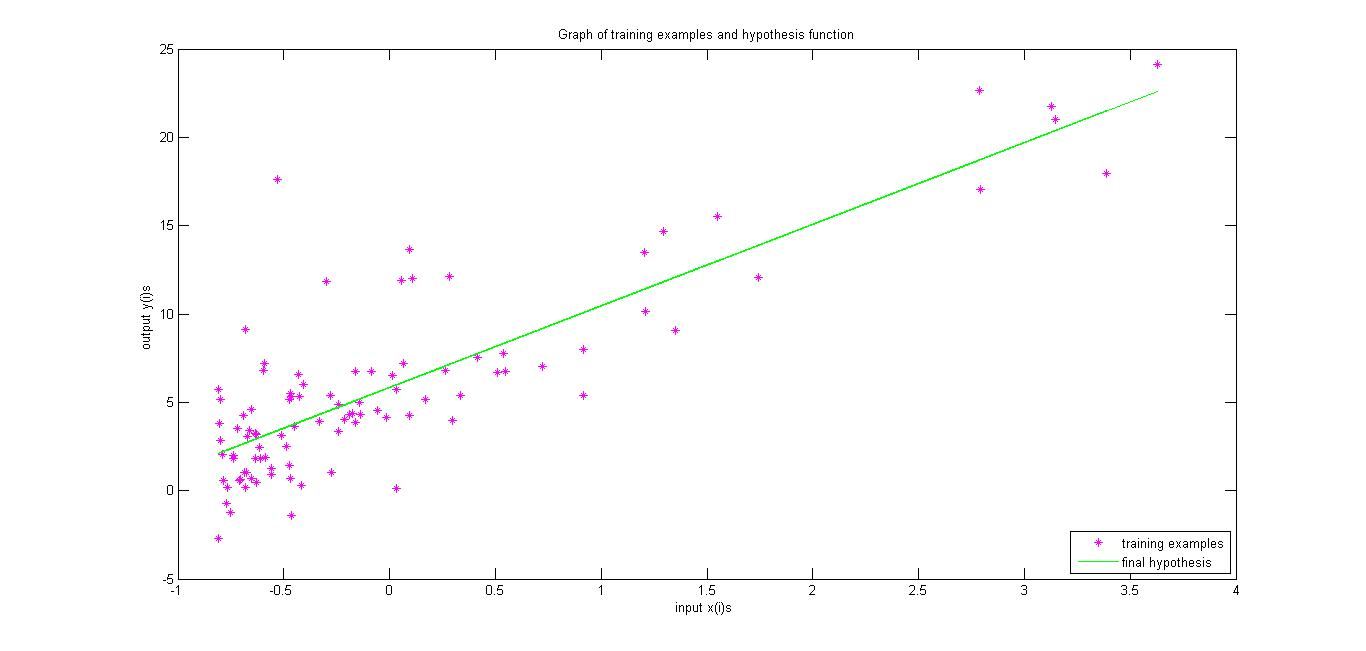 Graph of training examples and hypothesis function
25
20
15
10
5
0
-5
output y(i)s
-1 -0.5 0 0.5 1 1.5 2 2.5 3 3.5 4
input x(i)s
training examples
final hypothesis